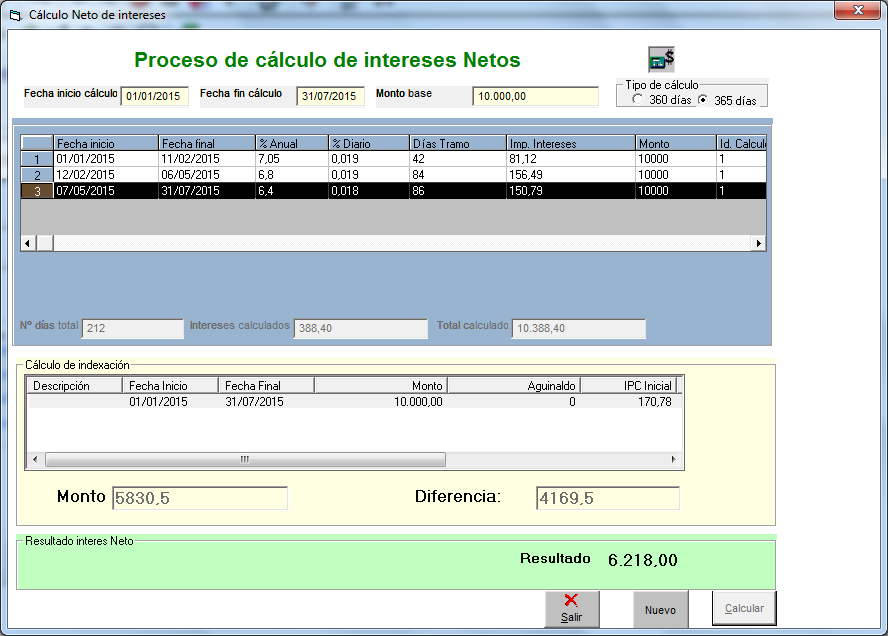 Cálculo Neto de intereses
Proceso de cálculo de intereses Netos
$
Fecha inicio cálculo 01/01/2015 Fecha fin cálculo 31/07/2015 Monto base 10.000,00
Tipo de cálculo
360 días 365 días
Fecha inicio Fecha final % Anual % Diario Días Tramo Imp. Intereses Monto Id. Calculo
1 01/01/2015 11/02/2015 7,05 0,019 42 81,12 10000 1
2 12/02/2015 06/05/2015 6,8 0,019 84 156,49 10000 1
3 07/05/2015 31/07/2015 6,4 0,018 86 150,79 10000 1
Nº días total 212 Intereses calculados 388,40 Total calculado 10.388,40
Cálculo de indexación
Descripción Fecha Inicio Fecha Final Monto Aguinaldo IPC Inicial
01/01/2015 31/07/2015 10.000,00 0 170,78
Monto 5830,5 Diferencia: 4169,5
Resultado interes Neto
Resultado 6.218,00
Salir Nuevo Calcular